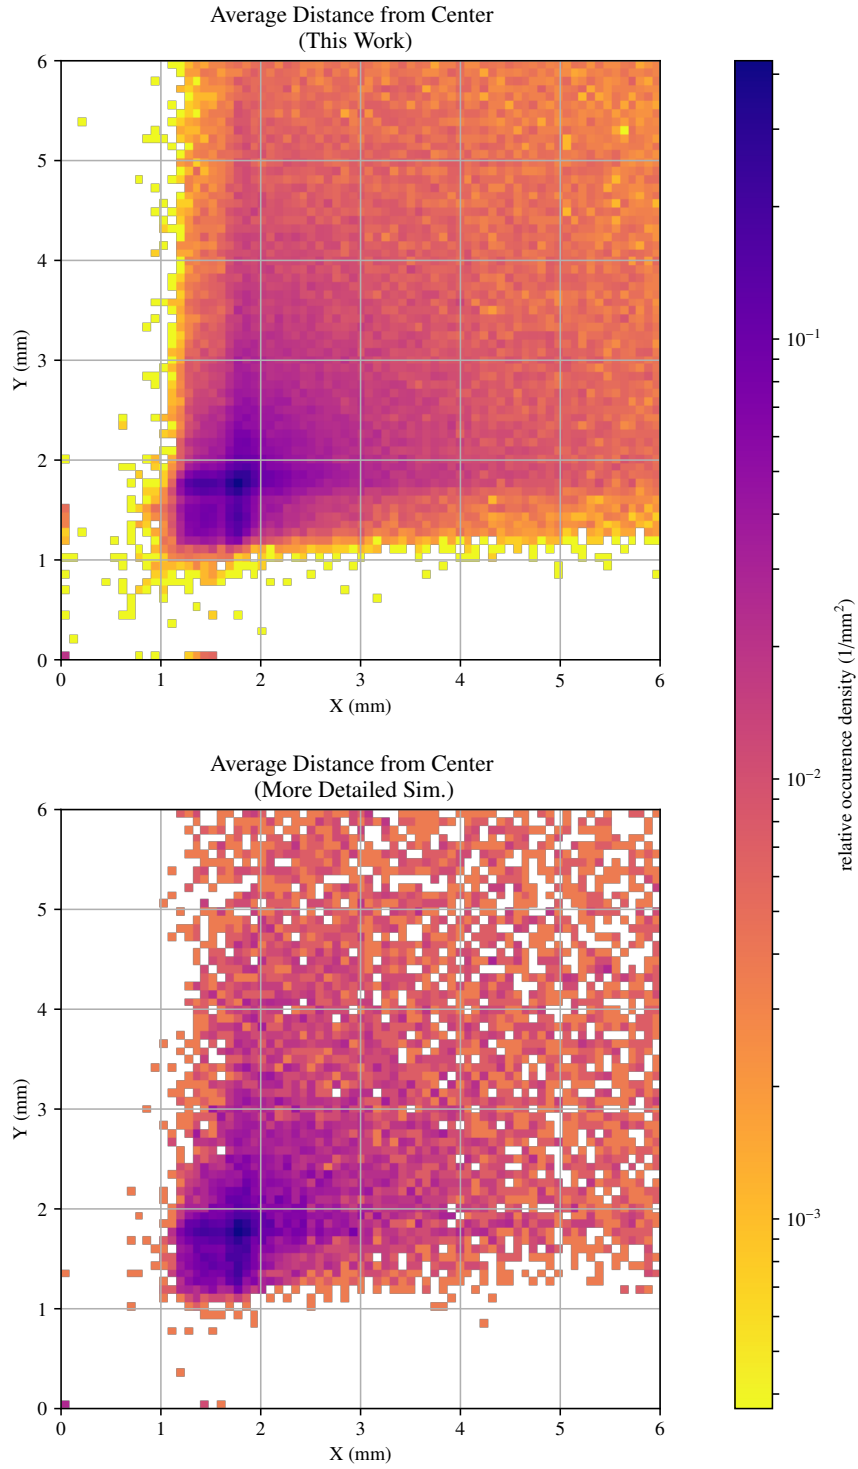 Average Distance from Center
(This Work)
6
5
4
3
2
1
0
Y (mm)
0 1 2 3 4 5 6
X (mm)
Average Distance from Center
(More Detailed Sim.)
6
5
4
3
2
1
0
Y (mm)
0 1 2 3 4 5 6
X (mm)
10⁻¹
10⁻²
10⁻³
relative occurence density (1/mm²)